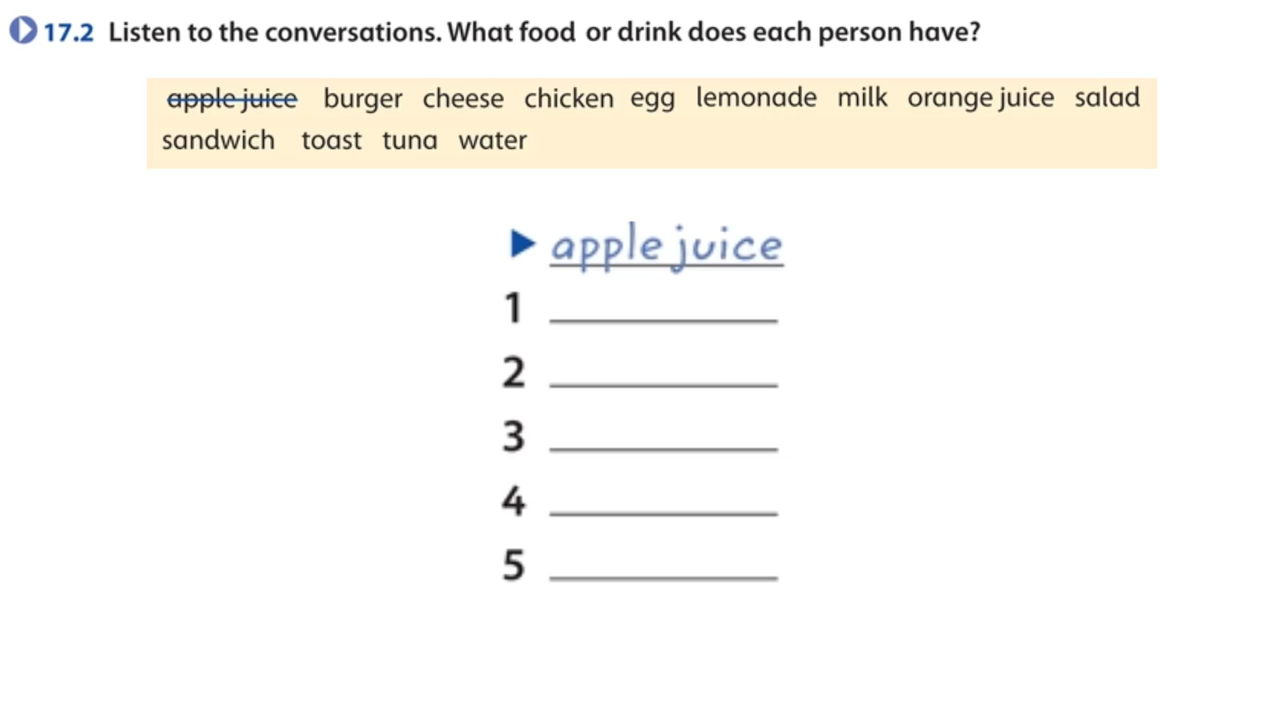 17.2 Listen to the conversations. What food or drink does each person have?
apple juice burger cheese chicken egg lemonade milk orange juice salad
sandwich toast tuna water
apple juice
1
2
3
4
5